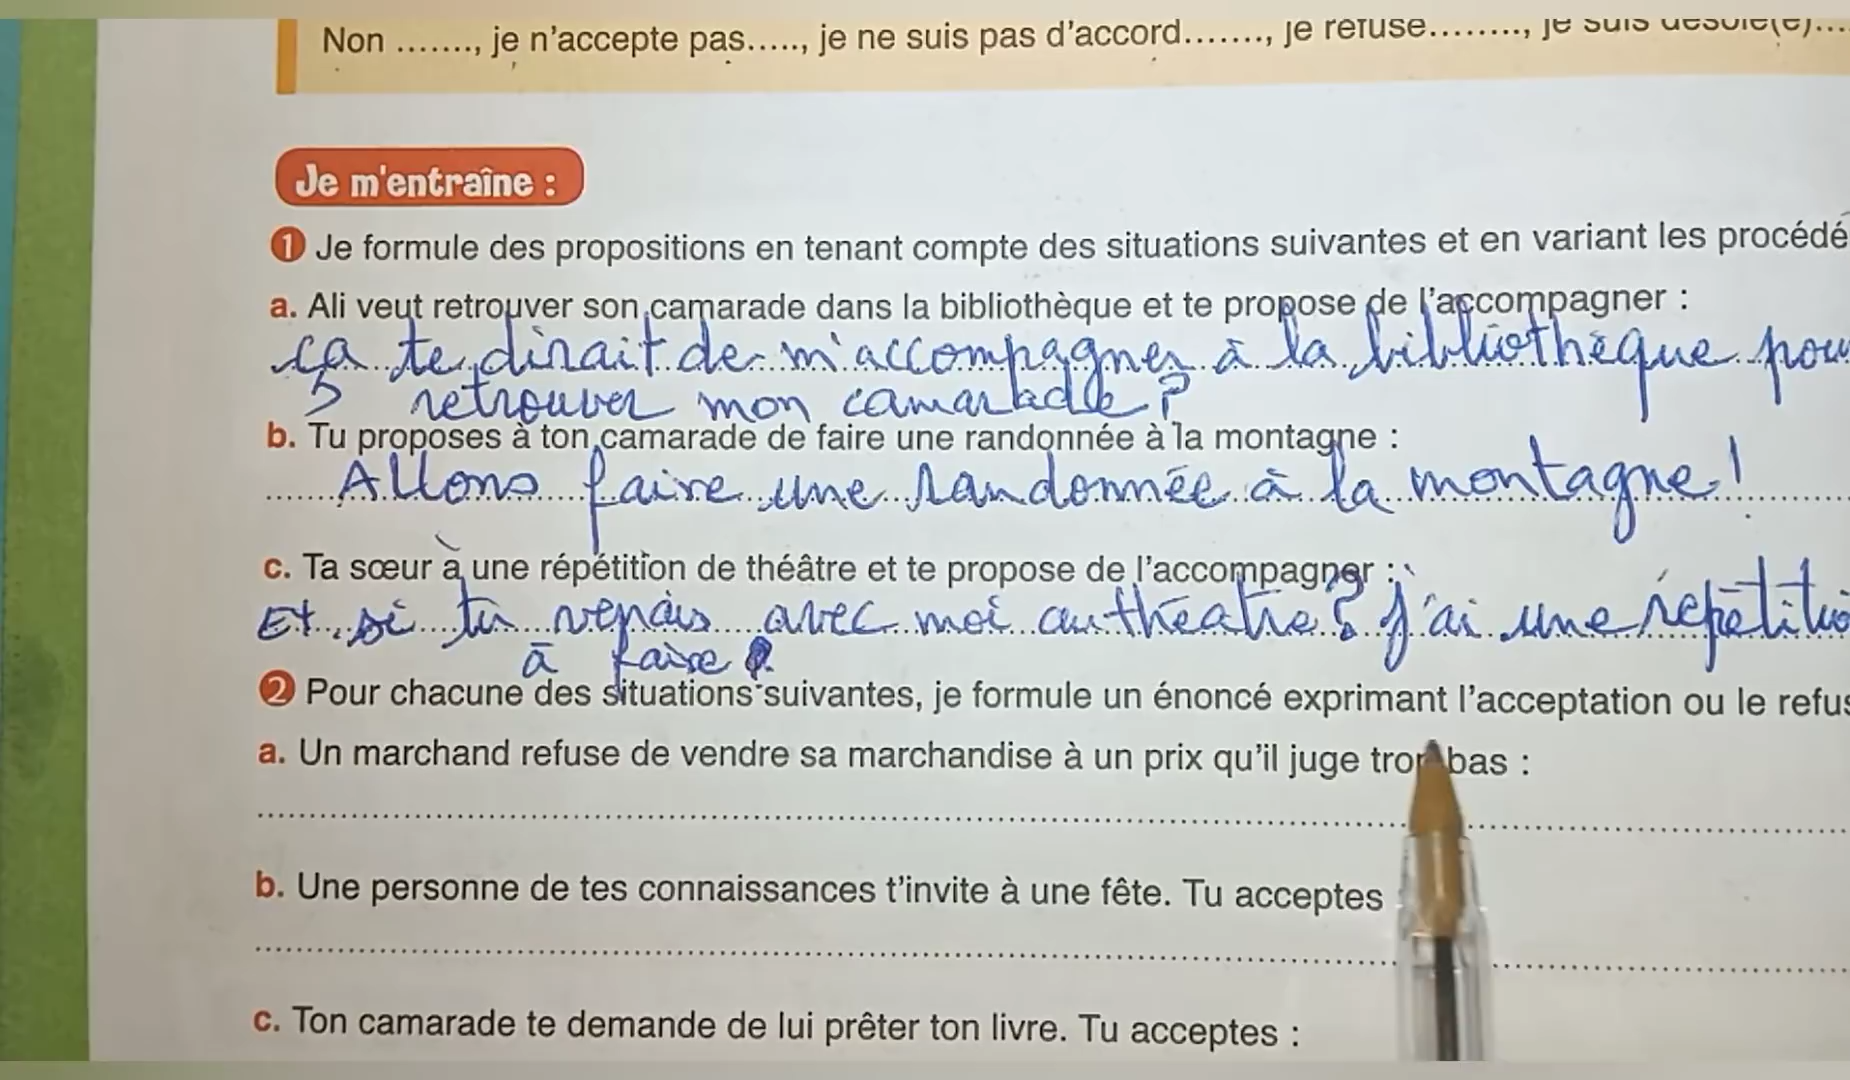 Non ......., je n'accepte pas....., je ne suis pas d'accord......., je refuse........, je suis désolé(e)...
Je m'entraîne :
1 Je formule des propositions en tenant compte des situations suivantes et en variant les procédé
a. Ali veut retrouver son camarade dans la bibliothèque et te propose de l'accompagner :
ça te dirait de m'accompagner à la bibliothèque pou
retrouver mon camarade ?
b. Tu proposes à ton camarade de faire une randonnée à la montagne :
Allons faire une randonnée à la montagne !
c. Ta sœur à une répétition de théâtre et te propose de l'accompagner :
Et si tu venais avec moi au théâtre ? J'ai une répétitio
à faire
2 Pour chacune des situations suivantes, je formule un énoncé exprimant l'acceptation ou le refus
a. Un marchand refuse de vendre sa marchandise à un prix qu'il juge trop bas :
b. Une personne de tes connaissances t'invite à une fête. Tu acceptes
c. Ton camarade te demande de lui prêter ton livre. Tu acceptes :